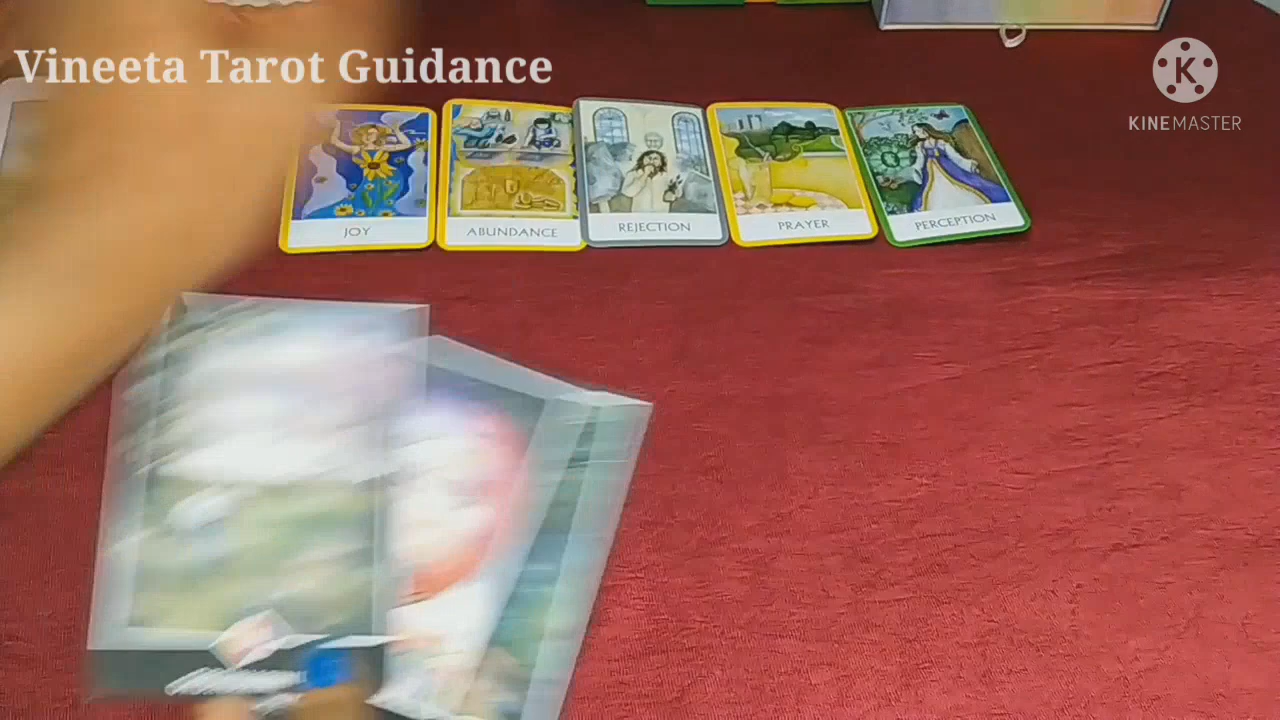 Vineeta Tarot Guidance
K
KINEMASTER
JOY
ABUNDANCE
REJECTION
PRAYER
PERCEPTION